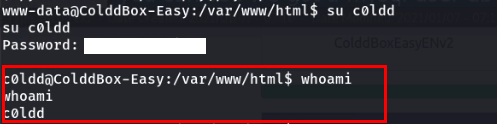 www-data@ColddBox-Easy:/var/www/html$ su c0ldd
su c0ldd
Password:
ColddBoxEasyENv2
c0ldd@ColddBox-Easy:/var/www/html$ whoami
whoami
c0ldd